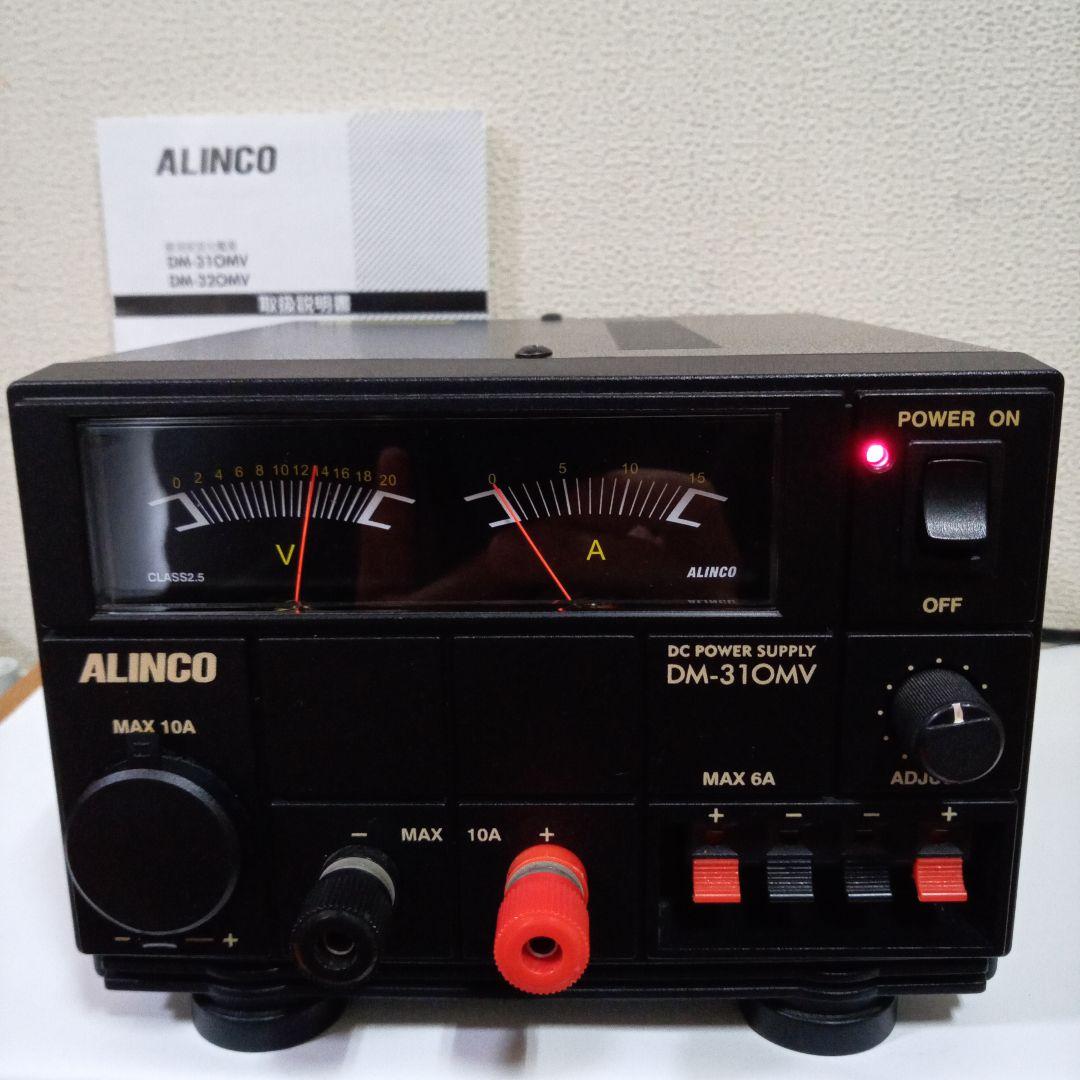 ALINCO
DM-310MV
DM-320MV
取扱説明書
POWER ON
0 2 4 6 8 10 12 14 16 18 20
V
CLASS2.5
0 5 10 15
A
ALINCO
OFF
ALINCO
DC POWER SUPPLY
DM-310MV
MAX 10A
MAX 6A
+ − − +
− MAX 10A +
− +